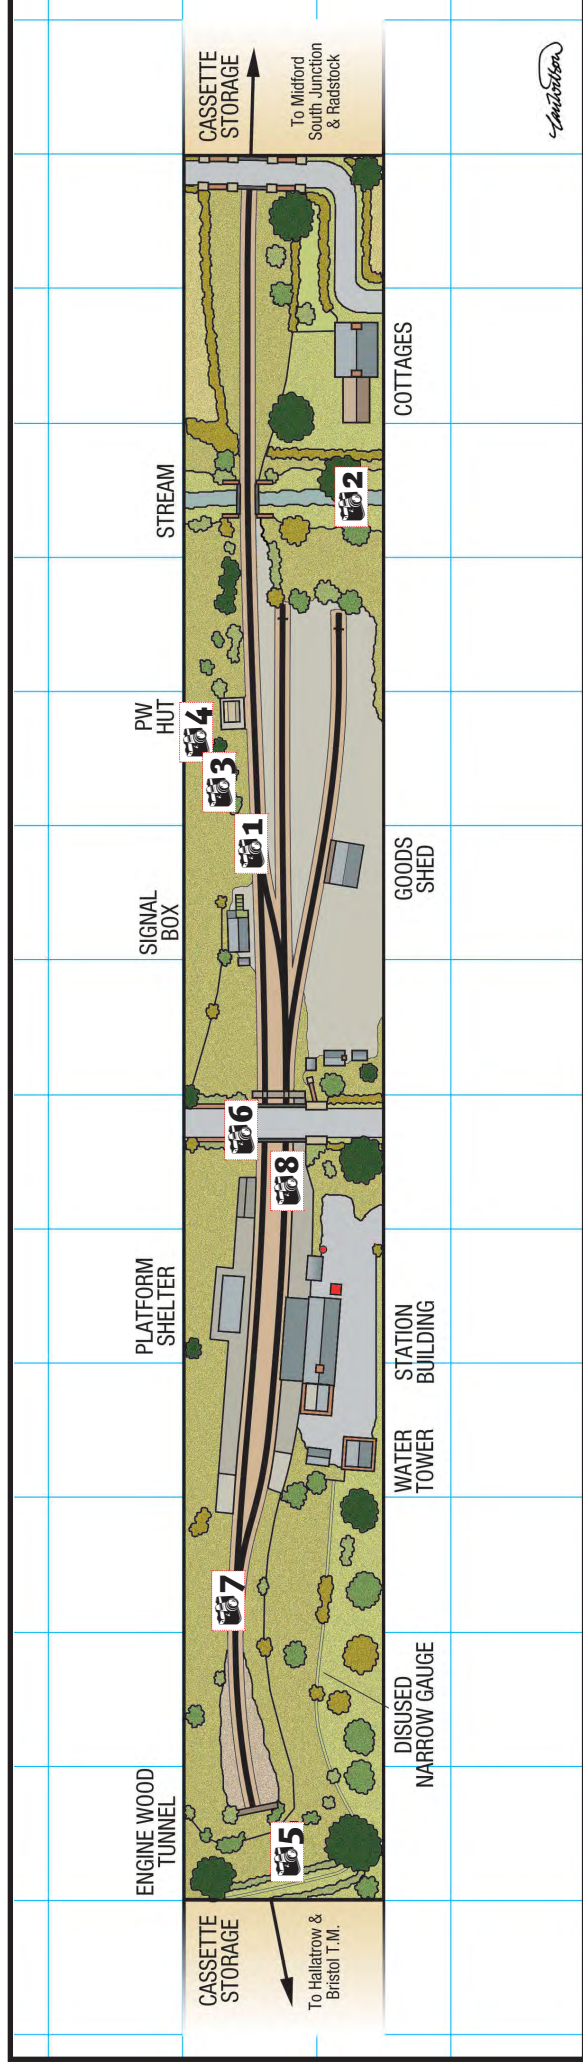 CASSETTE
STORAGE
To Hallatrow &
Bristol T.M.
ENGINE WOOD
TUNNEL
5
DISUSED
NARROW GAUGE
7
WATER
TOWER
STATION
BUILDING
PLATFORM
SHELTER
8
6
SIGNAL
BOX
GOODS
SHED
1
3
4
PW
HUT
STREAM
2
COTTAGES
CASSETTE
STORAGE
To Midford
South Junction
& Radstock